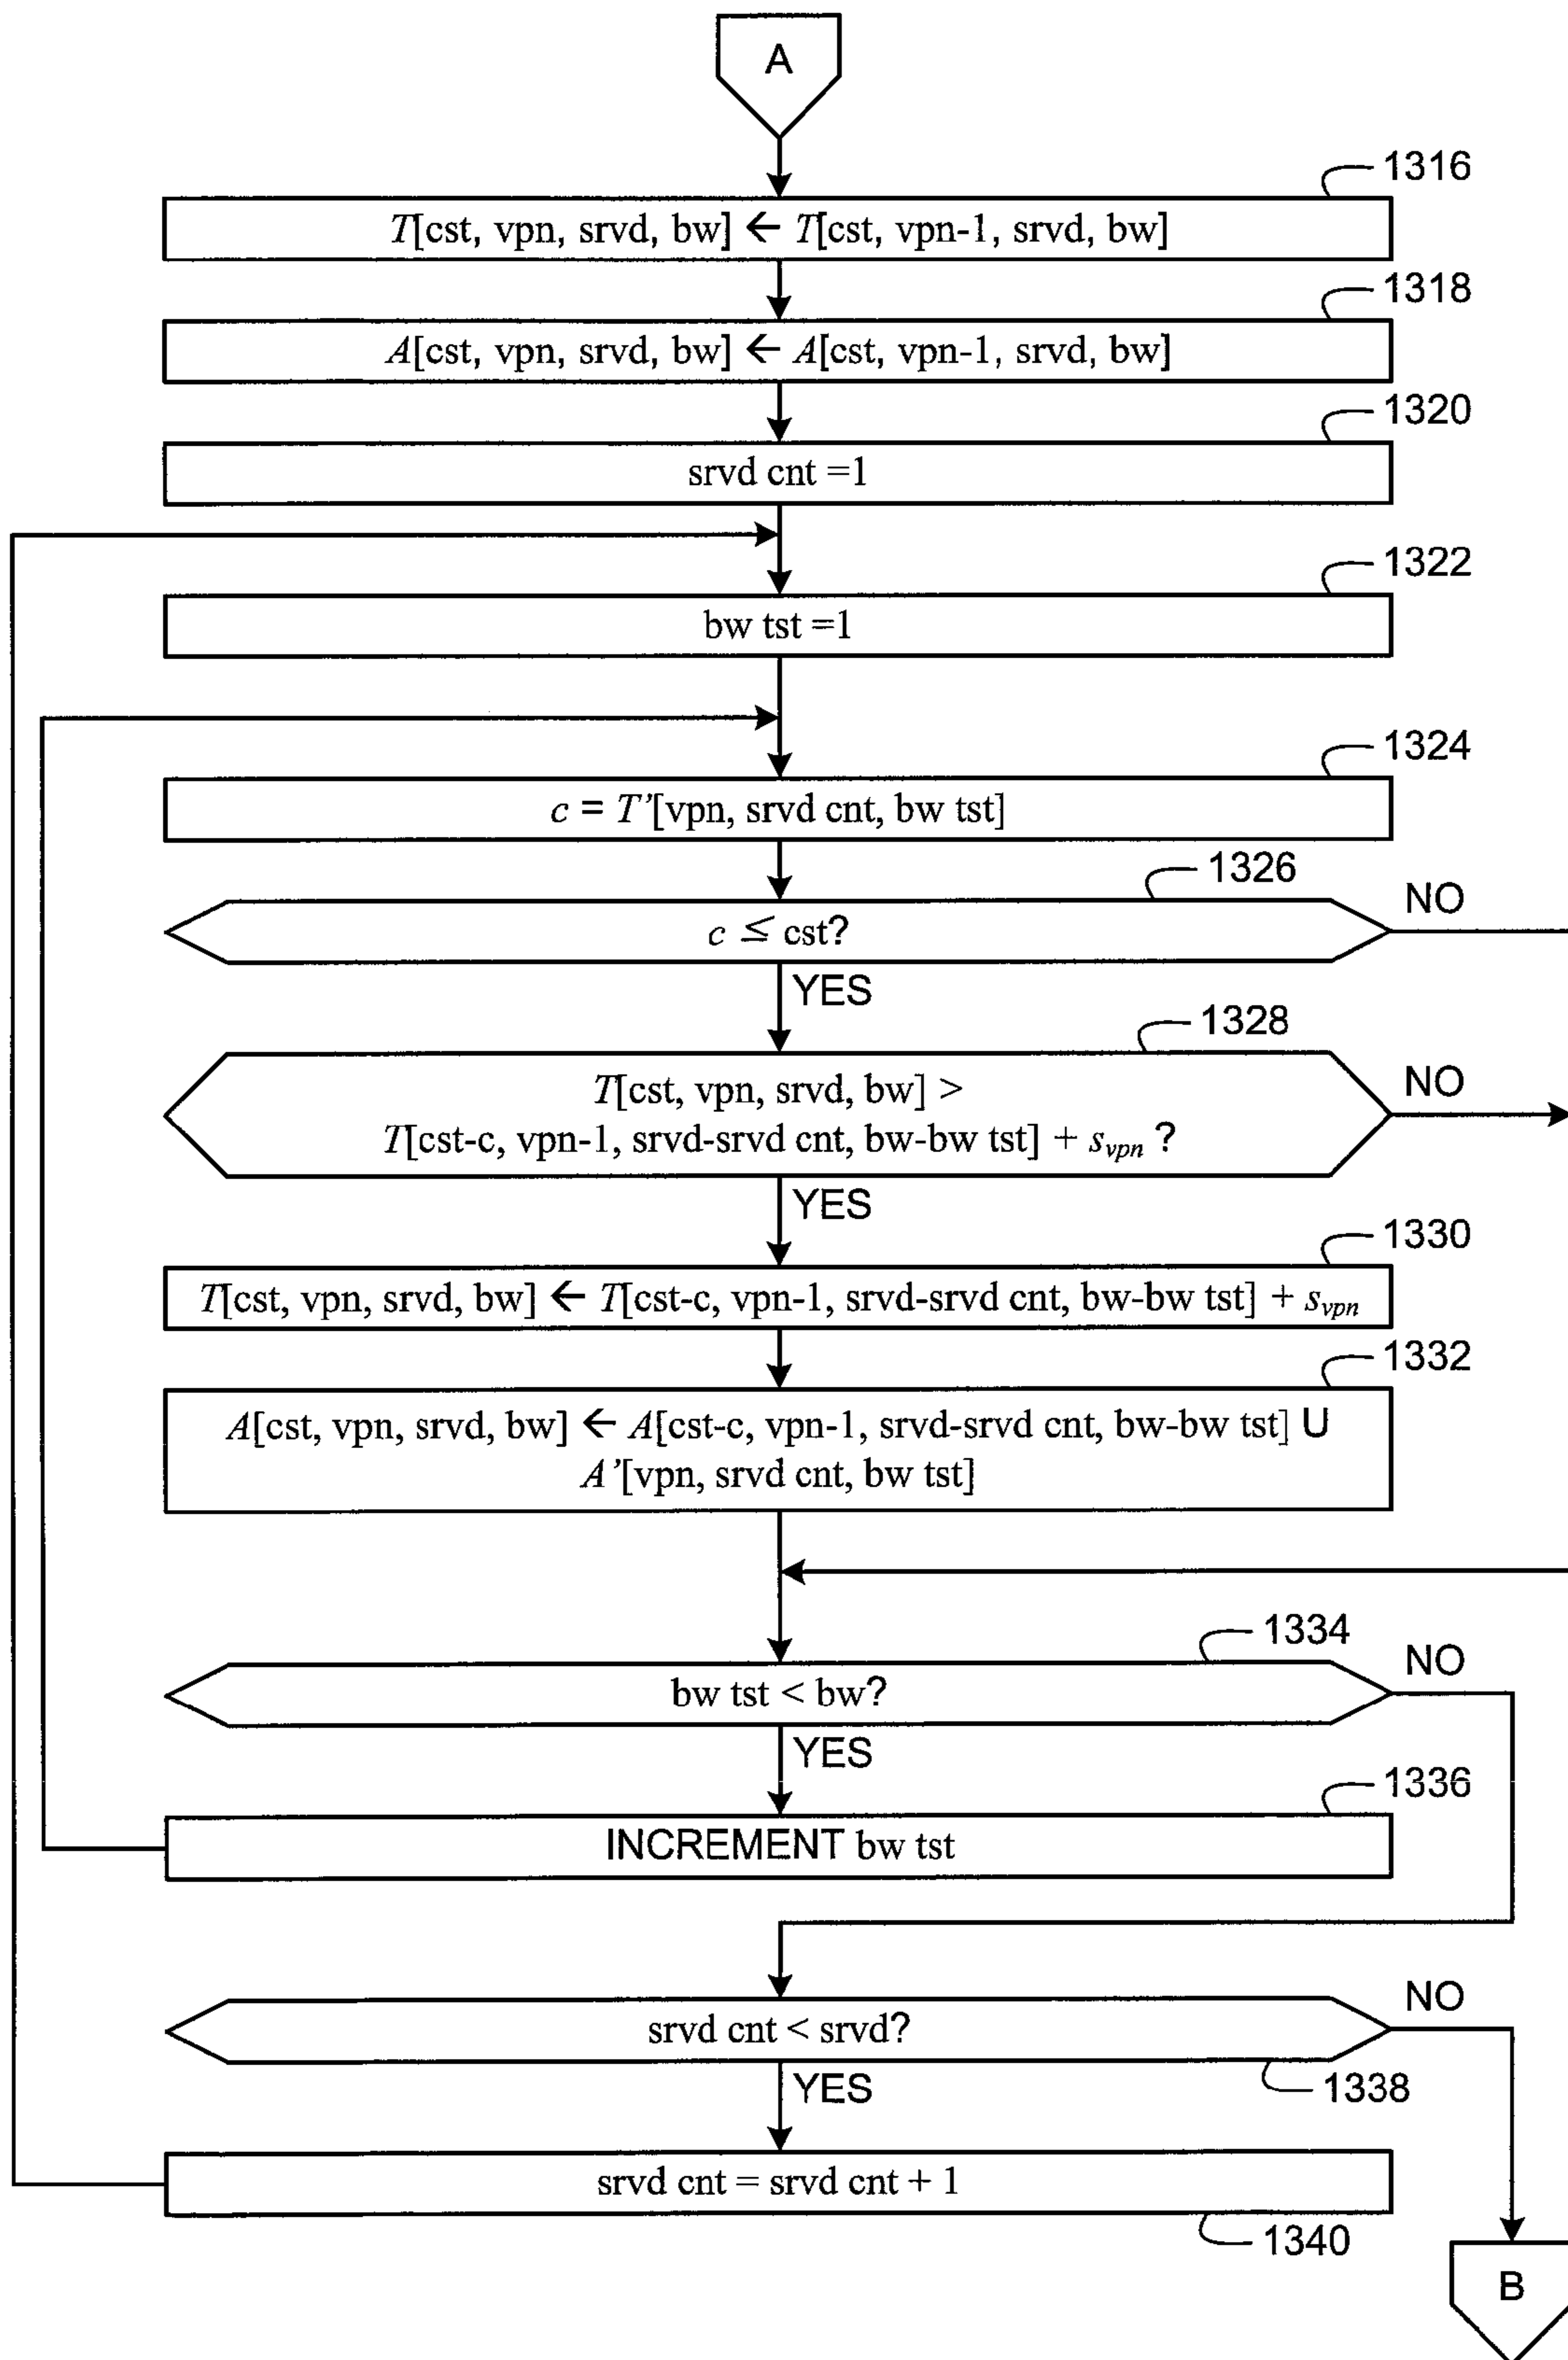 A
1316
T[cst, vpn, srvd, bw] ← T[cst, vpn-1, srvd, bw]
1318
A[cst, vpn, srvd, bw] ← A[cst, vpn-1, srvd, bw]
1320
srvd cnt =1
1322
bw tst =1
1324
c = T’[vpn, srvd cnt, bw tst]
1326
c ≤ cst?
NO
YES
1328
T[cst, vpn, srvd, bw] >
T[cst-c, vpn-1, srvd-srvd cnt, bw-bw tst] + s_vpn ?
NO
YES
1330
T[cst, vpn, srvd, bw] ← T[cst-c, vpn-1, srvd-srvd cnt, bw-bw tst] + s_vpn
1332
A[cst, vpn, srvd, bw] ← A[cst-c, vpn-1, srvd-srvd cnt, bw-bw tst] U
A’[vpn, srvd cnt, bw tst]
1334
bw tst < bw?
NO
YES
1336
INCREMENT bw tst
srvd cnt < srvd?
NO
YES
1338
srvd cnt = srvd cnt + 1
1340
B